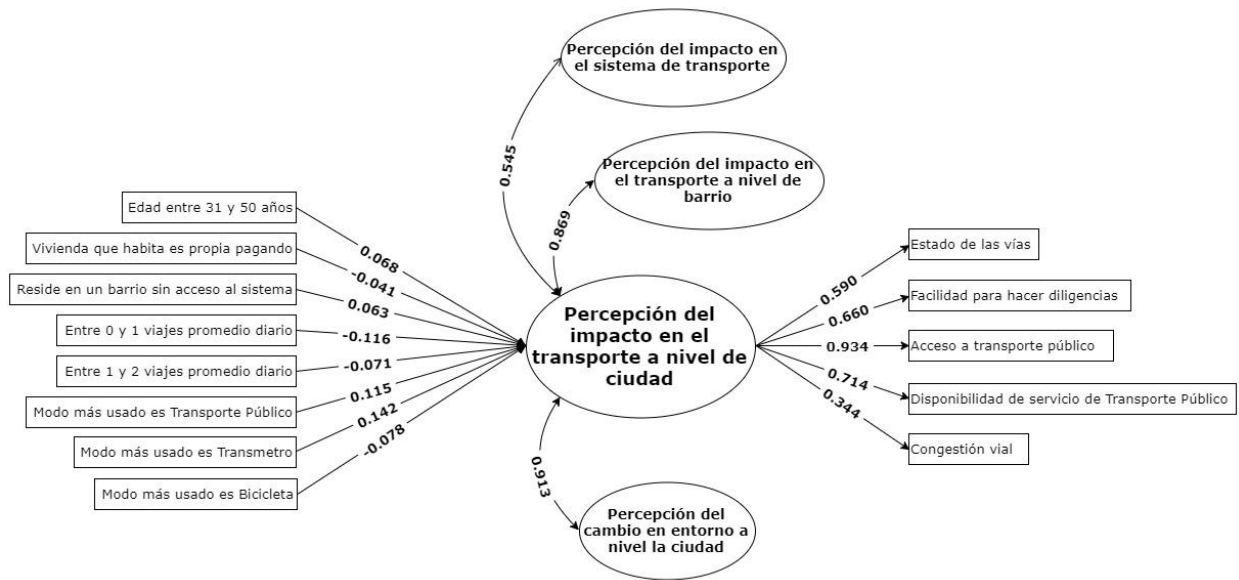 Percepción del impacto en
el sistema de transporte
0.545
Percepción del impacto en
el transporte a nivel de
barrio
0.869
Edad entre 31 y 50 años
0.068
Vivienda que habita es propia pagando
-0.041
Reside en un barrio sin acceso al sistema
0.063
Entre 0 y 1 viajes promedio diario
-0.116
Entre 1 y 2 viajes promedio diario
-0.071
Modo más usado es Transporte Público
0.115
Modo más usado es Transmetro
0.142
Modo más usado es Bicicleta
-0.078
Percepción del
impacto en el
transporte a nivel de
ciudad
0.590
Estado de las vías
0.660
Facilidad para hacer diligencias
0.934
Acceso a transporte público
0.714
Disponibilidad de servicio de Transporte Público
0.344
Congestión vial
0.913
Percepción del
cambio en entorno a
nivel la ciudad